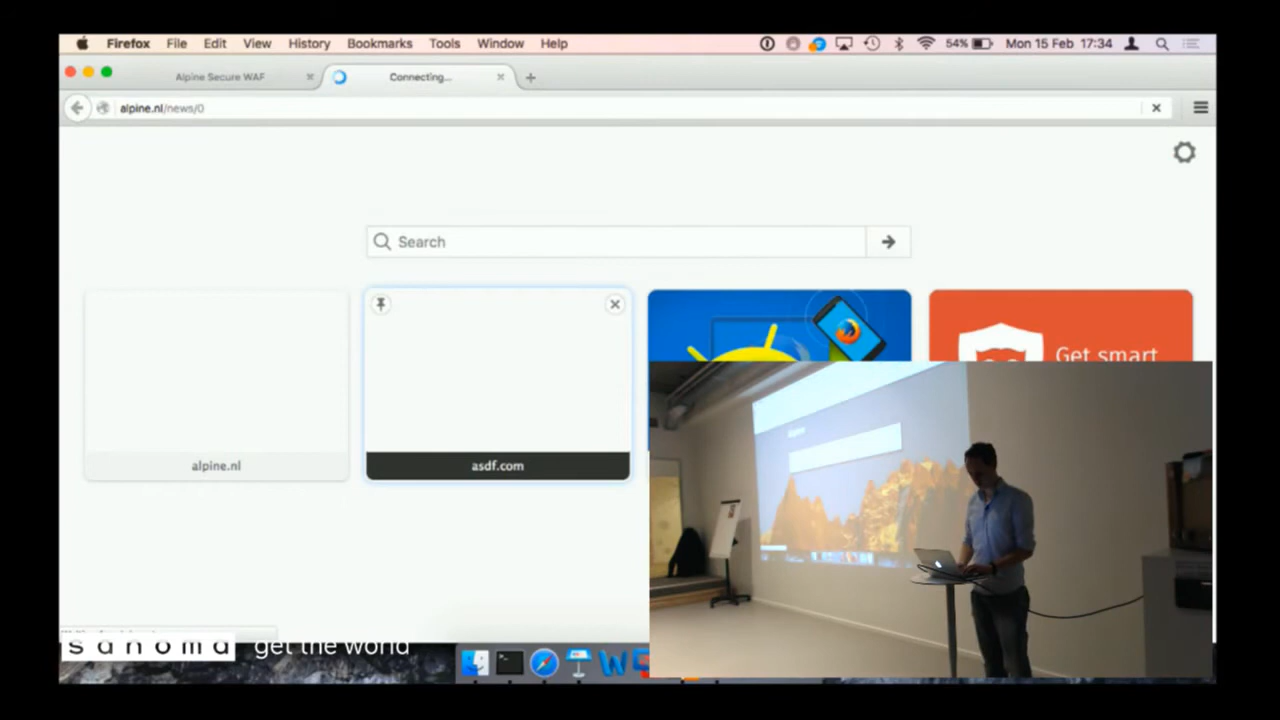 Firefox File Edit View History Bookmarks Tools Window Help 54% Mon 15 Feb 17:34
Alpine Secure WAF Connecting...
alpine.nl/news/0
Search
alpine.nl
asdf.com
Get smart
sanoma get the world